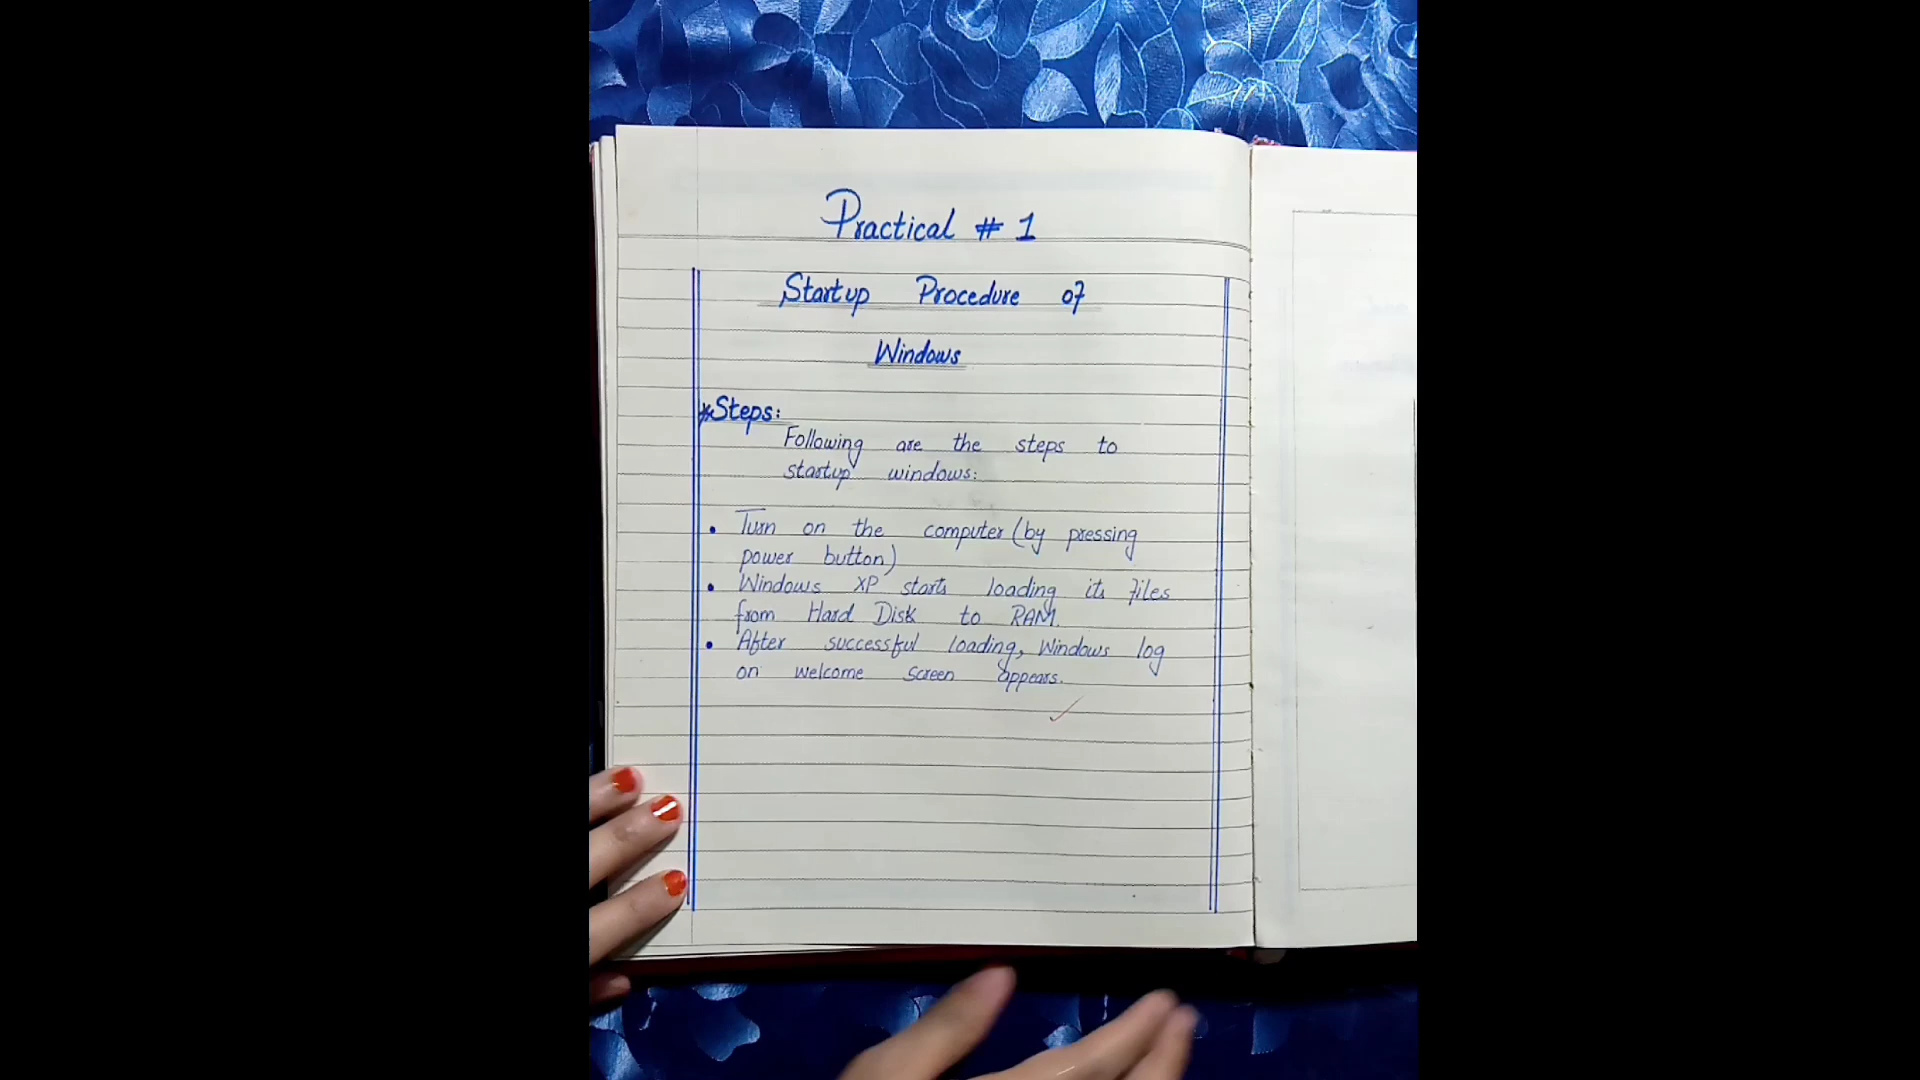 Practical # 1
Startup Procedure of
Windows
*Steps:
Following are the steps to
startup windows:
• Turn on the computer (by pressing
power button)
• Windows XP starts loading its files
from Hard Disk to RAM.
• After successful loading, Windows log
on welcome screen appears.